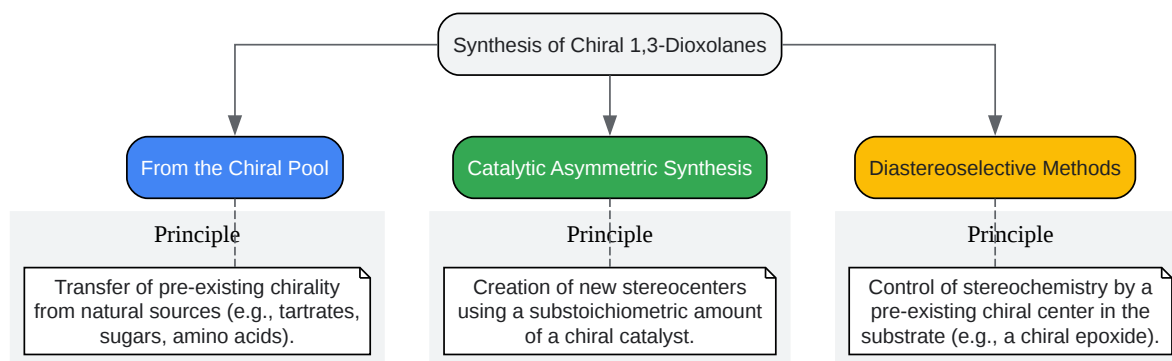 Synthesis of Chiral 1,3-Dioxolanes
From the Chiral Pool
Catalytic Asymmetric Synthesis
Diastereoselective Methods
Principle
Transfer of pre-existing chirality
from natural sources (e.g., tartrates,
sugars, amino acids).
Principle
Creation of new stereocenters
using a substoichiometric amount
of a chiral catalyst.
Principle
Control of stereochemistry by a
pre-existing chiral center in the
substrate (e.g., a chiral epoxide).